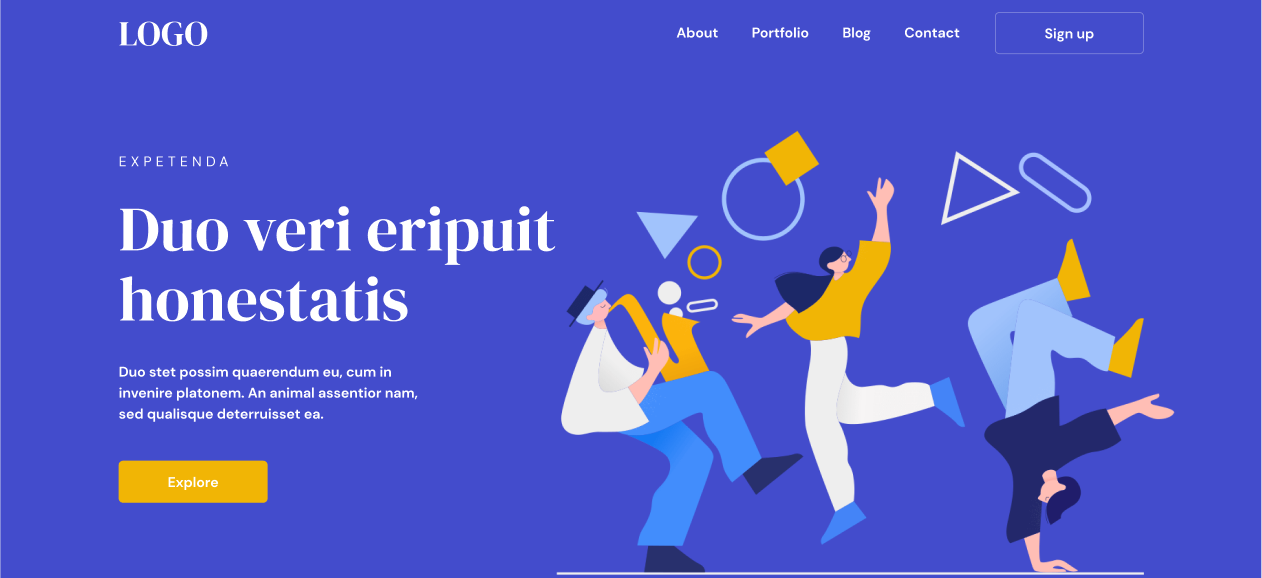 LOGO
About
Portfolio
Blog
Contact
Sign up
EXPETENDA
Duo veri eripuit
honestatis
Duo stet possim quaerendum eu, cum in
invenire platonem. An animal assentior nam,
sed qualisque deterruisset ea.
Explore